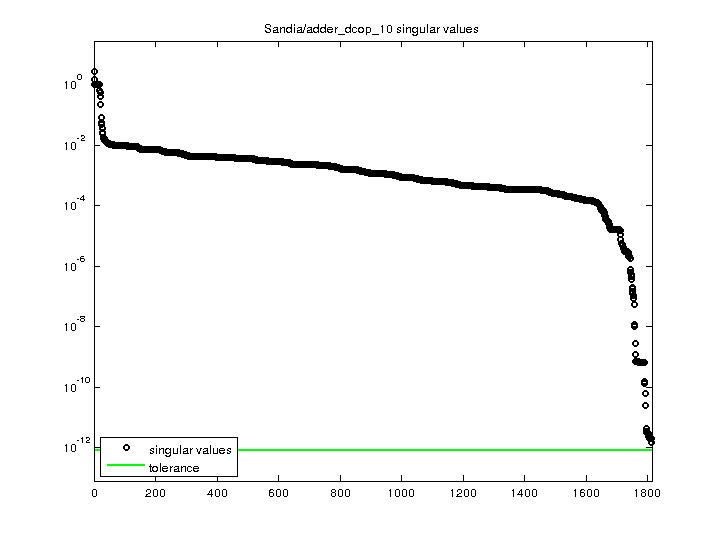 Sandia/adder_dcop_10 singular values
10^0
10^-2
10^-4
10^-6
10^-8
10^-10
10^-12
singular values
tolerance
0 200 400 600 800 1000 1200 1400 1600 1800